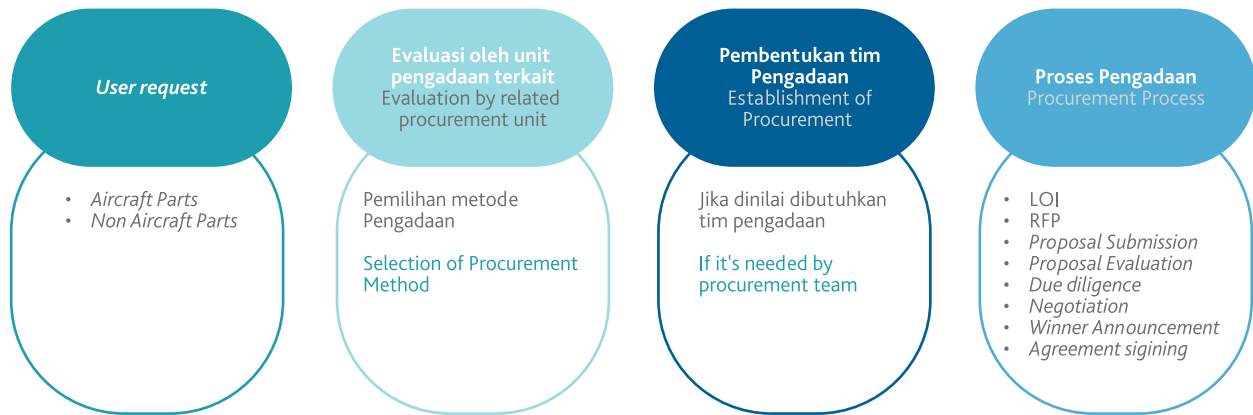 User request
• Aircraft Parts
• Non Aircraft Parts
Evaluasi oleh unit
pengadaan terkait
Evaluation by related
procurement unit
Pemilihan metode
Pengadaan
Selection of Procurement
Method
Pembentukan tim
Pengadaan
Establishment of
Procurement
Jika dinilai dibutuhkan
tim pengadaan
If it's needed by
procurement team
Proses Pengadaan
Procurement Process
• LOI
• RFP
• Proposal Submission
• Proposal Evaluation
• Due diligence
• Negotiation
• Winner Announcement
• Agreement sigining